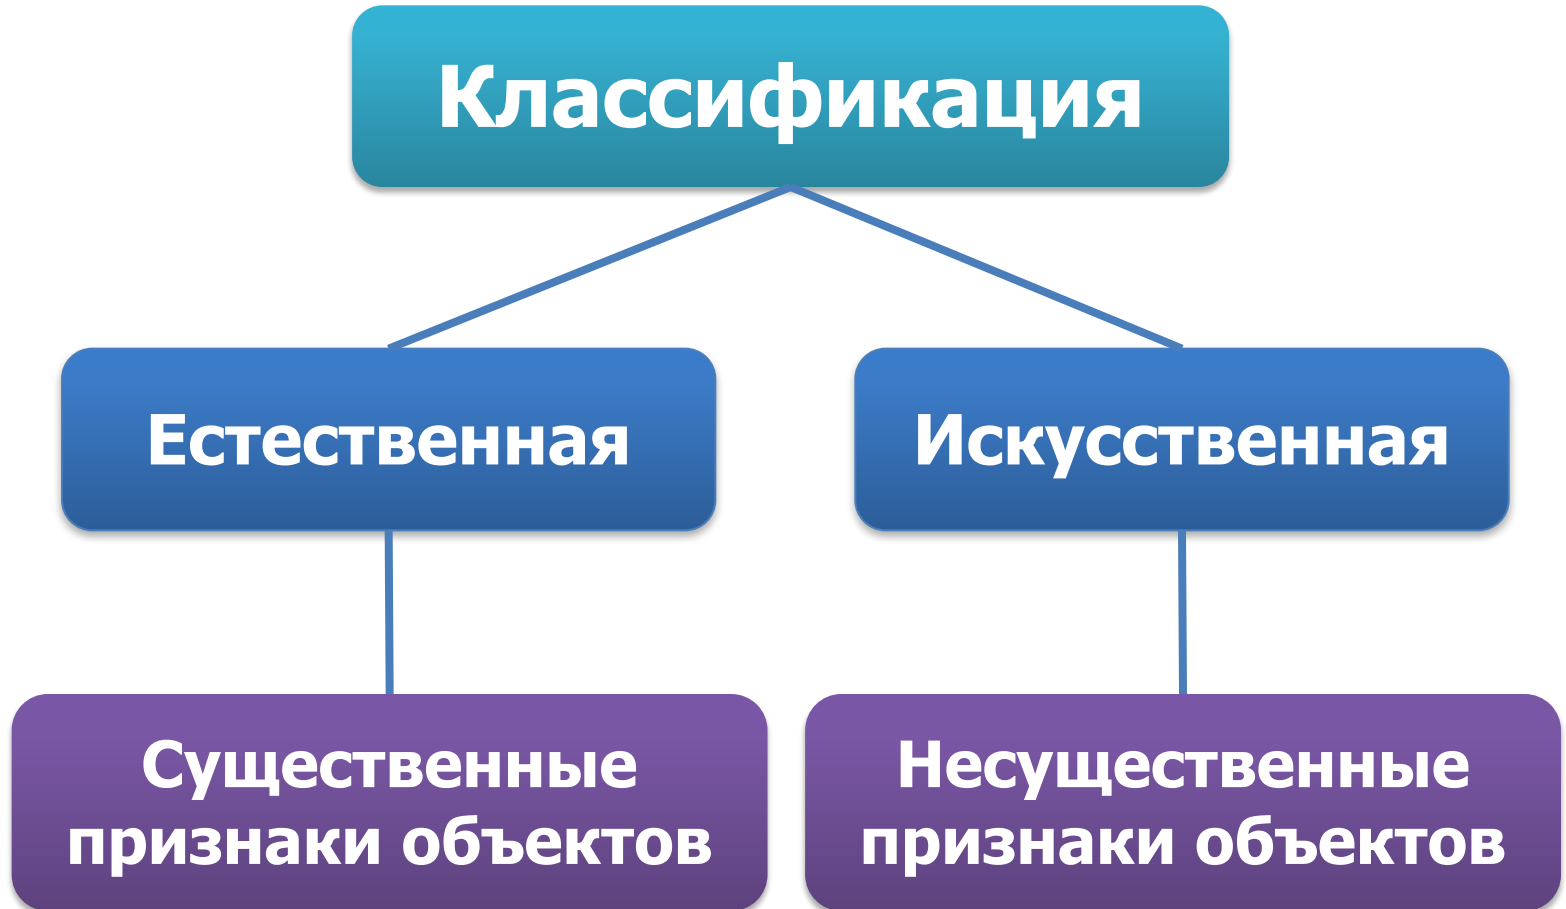 Классификация
Естественная
Искусственная
Существенные
признаки объектов
Несущественные
признаки объектов